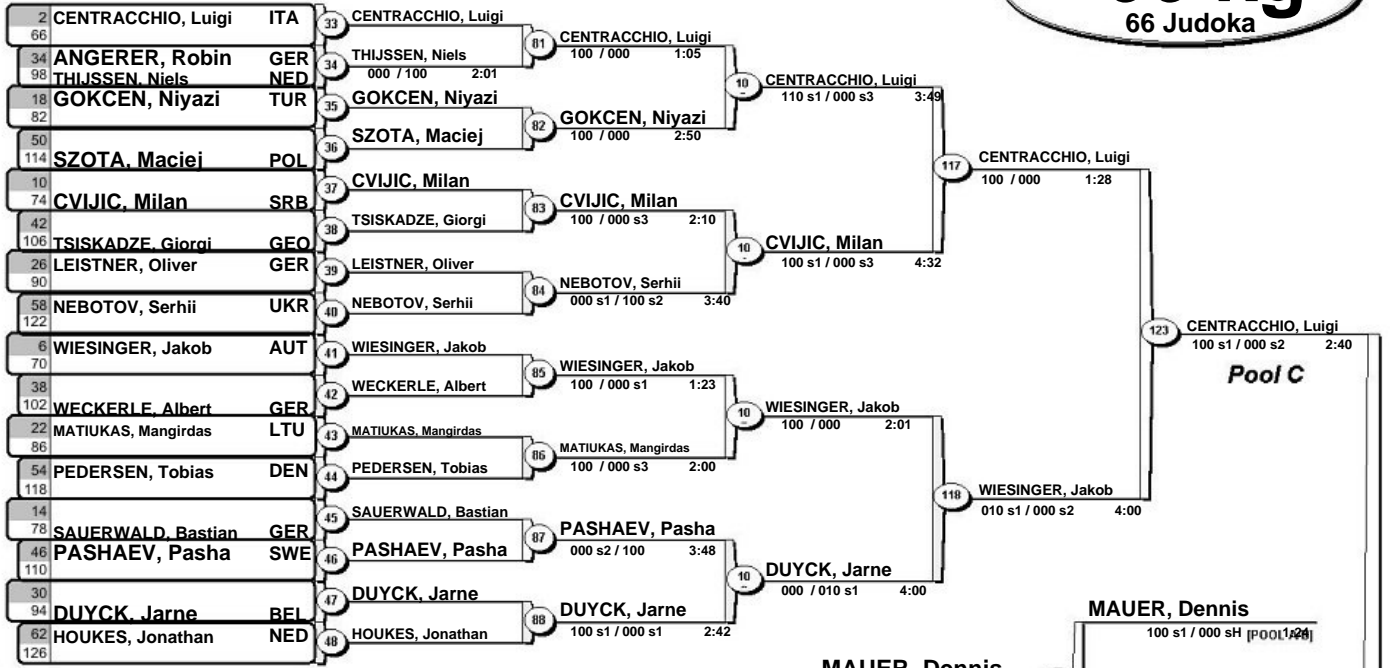 66 Judoka
2 CENTRACCHIO, Luigi ITA
66
34 ANGERER, Robin GER
98 THIJSSEN, Niels NED
18 GOKCEN, Niyazi TUR
82
50
114 SZOTA, Maciej POL
10
74 CVIJIC, Milan SRB
42
106 TSISKADZE, Giorgi GEO
26 LEISTNER, Oliver GER
90
58 NEBOTOV, Serhii UKR
122
6 WIESINGER, Jakob AUT
70
38
102 WECKERLE, Albert GER
22 MATIUKAS, Mangirdas LTU
86
54 PEDERSEN, Tobias DEN
118
14
78 SAUERWALD, Bastian GER
46 PASHAEV, Pasha SWE
110
30
94 DUYCK, Jarne BEL
62 HOUKES, Jonathan NED
126
33 CENTRACCHIO, Luigi
34 THIJSSEN, Niels
000 / 100 2:01
35 GOKCEN, Niyazi
36 SZOTA, Maciej
37 CVIJIC, Milan
38 TSISKADZE, Giorgi
39 LEISTNER, Oliver
40 NEBOTOV, Serhii
41 WIESINGER, Jakob
42 WECKERLE, Albert
43 MATIUKAS, Mangirdas
44 PEDERSEN, Tobias
45 SAUERWALD, Bastian
46 PASHAEV, Pasha
47 DUYCK, Jarne
48 HOUKES, Jonathan
81 CENTRACCHIO, Luigi
100 / 000 1:05
82 GOKCEN, Niyazi
100 / 000 2:50
83 CVIJIC, Milan
100 / 000 s3 2:10
84 NEBOTOV, Serhii
000 s1 / 100 s2 3:40
85 WIESINGER, Jakob
100 / 000 s1 1:23
86 MATIUKAS, Mangirdas
100 / 000 s3 2:00
87 PASHAEV, Pasha
000 s2 / 100 3:48
88 DUYCK, Jarne
100 s1 / 000 s1 2:42
10 CENTRACCHIO, Luigi
110 s1 / 000 s3 3:49
10 CVIJIC, Milan
100 s1 / 000 s3 4:32
10 WIESINGER, Jakob
100 / 000 2:01
10 DUYCK, Jarne
000 / 010 s1 4:00
117 CENTRACCHIO, Luigi
100 / 000 1:28
118 WIESINGER, Jakob
010 s1 / 000 s2 4:00
123 CENTRACCHIO, Luigi
100 s1 / 000 s2 2:40
Pool C
MAUER, Dennis
100 s1 / 000 sH 1:24
MAUER, Dennis